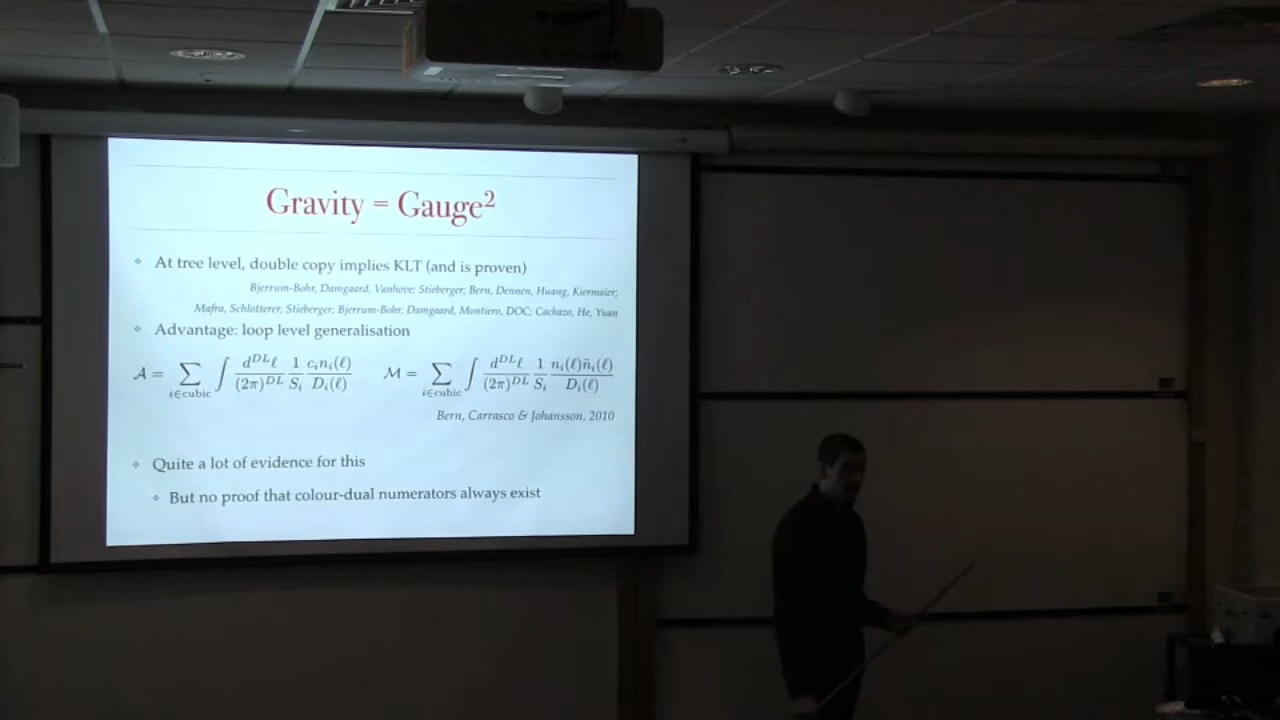 Gravity = Gauge²
At tree level, double copy implies KLT (and is proven)
Bjerrum-Bohr, Damgaard, Vanhove; Stieberger; Bern, Dennen, Huang, Kiermaier;
Mafra, Schlotterer, Stieberger; Bjerrum-Bohr, Damgaard, Montiero, DOC; Cachazo, He, Yuan
Advantage: loop level generalisation
𝒜 = ∑_{i∈cubic} ∫ d^{DL}ℓ/(2π)^{DL} 1/S_i c_i n_i(ℓ)/D_i(ℓ)    ℳ = ∑_{i∈cubic} ∫ d^{DL}ℓ/(2π)^{DL} 1/S_i n_i(ℓ)ñ_i(ℓ)/D_i(ℓ)
Bern, Carrasco & Johansson, 2010
Quite a lot of evidence for this
But no proof that colour-dual numerators always exist